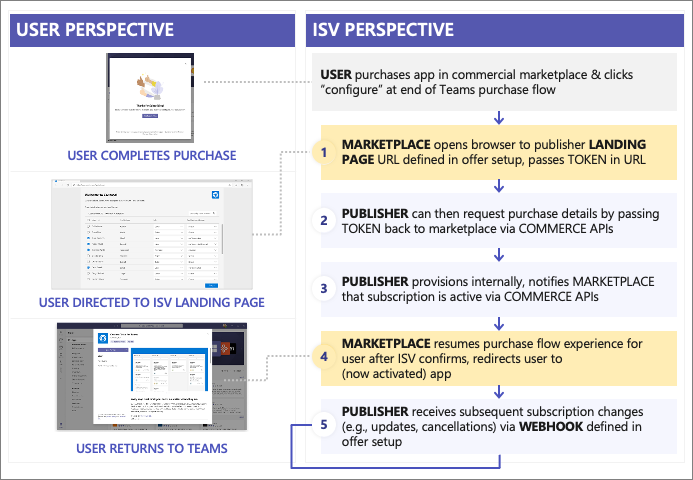 USER PERSPECTIVE
USER COMPLETES PURCHASE
USER DIRECTED TO ISV LANDING PAGE
USER RETURNS TO TEAMS
ISV PERSPECTIVE
USER purchases app in commercial marketplace & clicks
“configure” at end of Teams purchase flow
1
MARKETPLACE opens browser to publisher LANDING
PAGE URL defined in offer setup, passes TOKEN in URL
2
PUBLISHER can then request purchase details by passing
TOKEN back to marketplace via COMMERCE APIs
3
PUBLISHER provisions internally, notifies MARKETPLACE
that subscription is active via COMMERCE APIs
4
MARKETPLACE resumes purchase flow experience for
user after ISV confirms, redirects user to
(now activated) app
5
PUBLISHER receives subsequent subscription changes
(e.g., updates, cancellations) via WEBHOOK defined in
offer setup